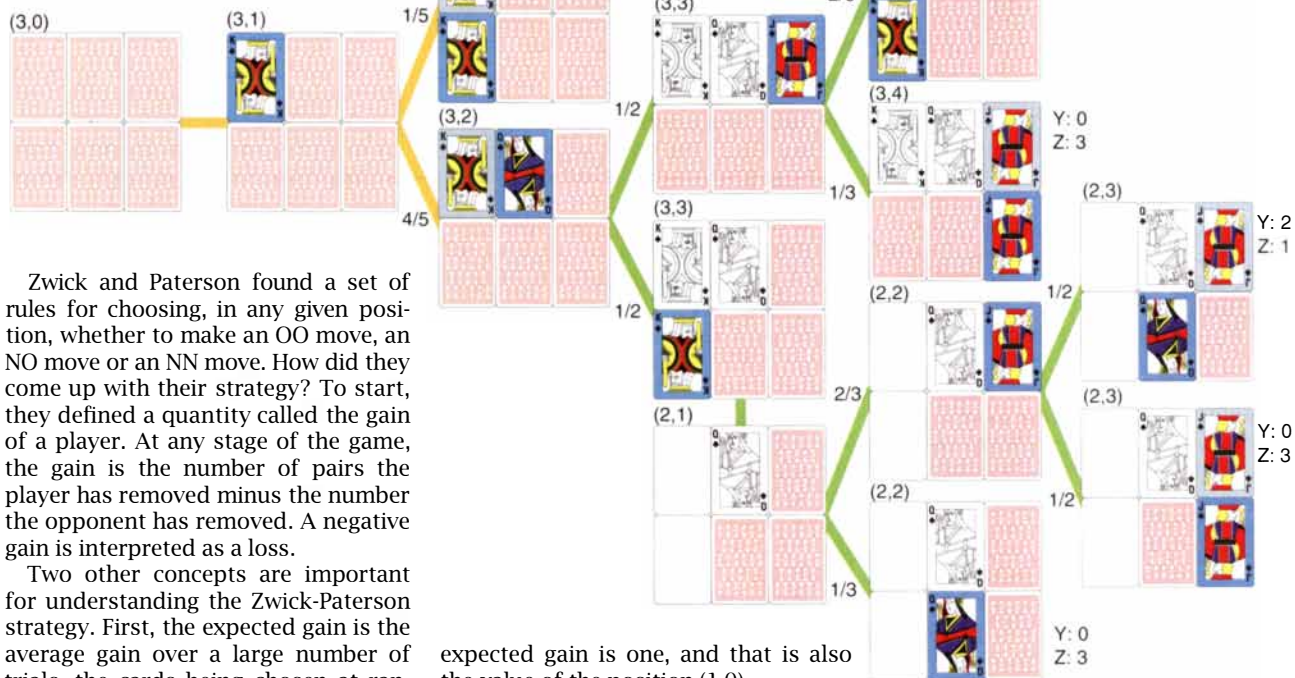 (3,0)
(3,1)
1/5
(3,2)
4/5
(3,3)
1/2
(3,3)
1/2
(2,1)
(3,4)
Y: 0
Z: 3
1/3
(2,2)
2/3
(2,2)
1/3
Y: 0
Z: 3
(2,3)
Y: 2
Z: 1
1/2
(2,3)
Y: 0
Z: 3
1/2
Zwick and Paterson found a set of
rules for choosing, in any given posi-
tion, whether to make an OO move, an
NO move or an NN move. How did they
come up with their strategy? To start,
they defined a quantity called the gain
of a player. At any stage of the game,
the gain is the number of pairs the
player has removed minus the number
the opponent has removed. A negative
gain is interpreted as a loss.
Two other concepts are important
for understanding the Zwick-Paterson
strategy. First, the expected gain is the
average gain over a large number of
expected gain is one, and that is also